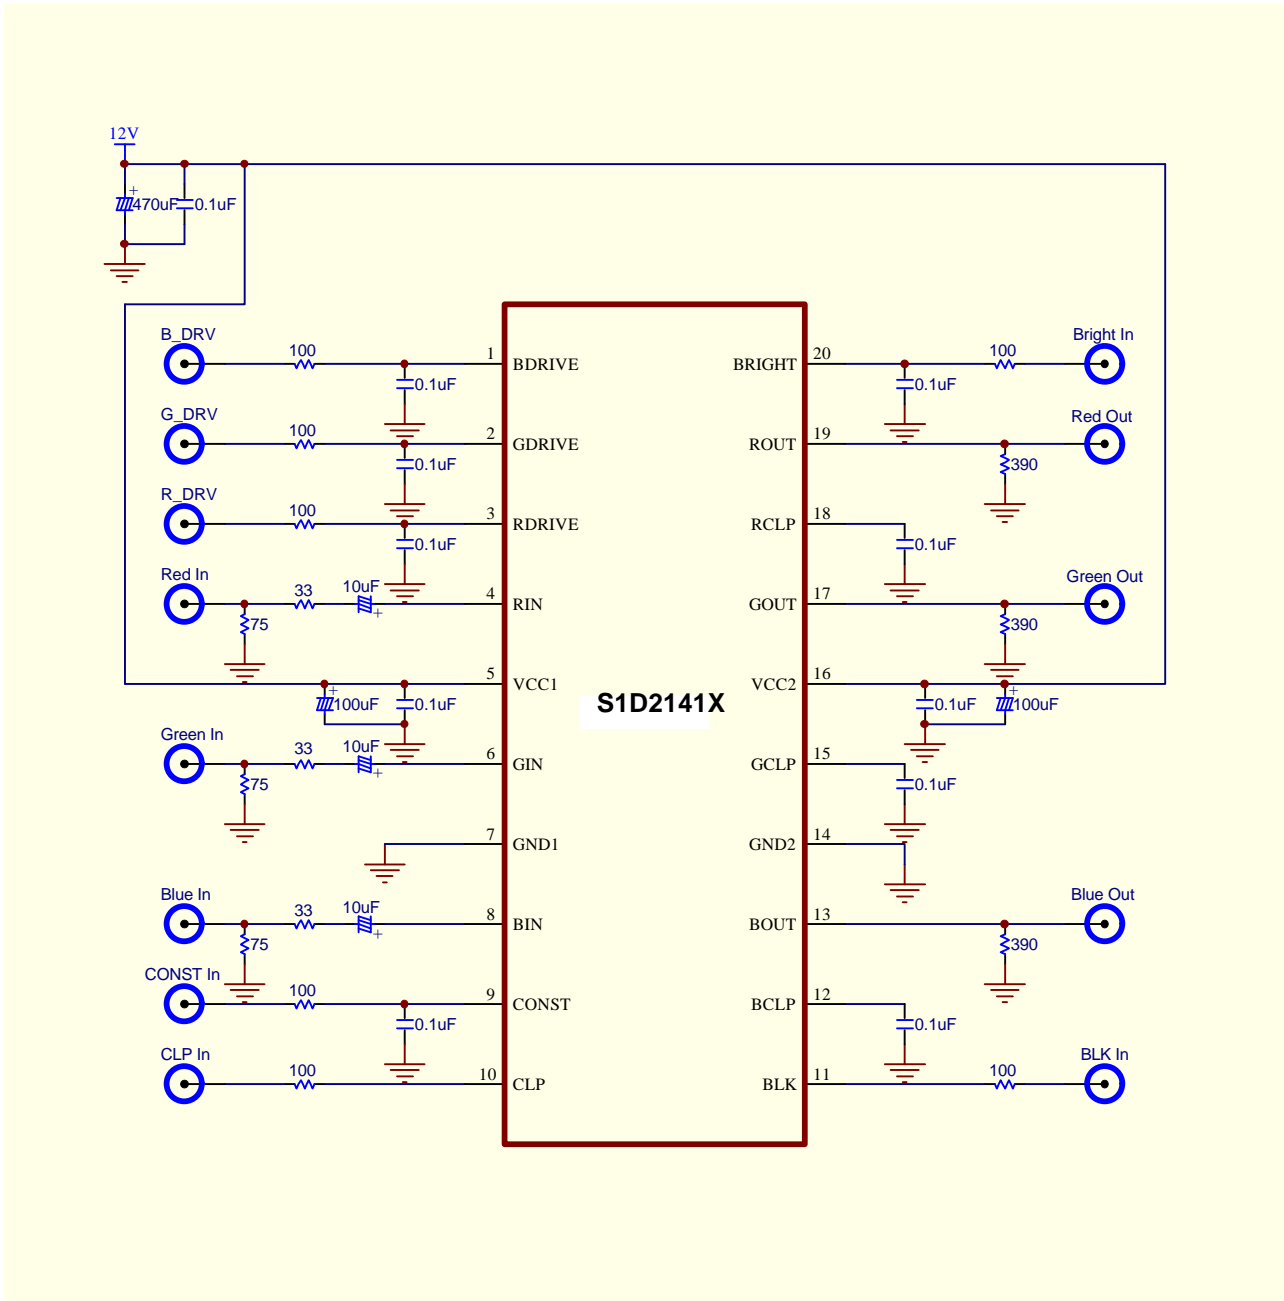 12V
+
470uF
0.1uF
B_DRV
100
0.1uF
1
BDRIVE
G_DRV
100
0.1uF
2
GDRIVE
R_DRV
100
0.1uF
3
RDRIVE
Red In
75
33
10uF
+
4
RIN
+
100uF
0.1uF
5
VCC1
Green In
75
33
10uF
+
6
GIN
7
GND1
Blue In
75
33
10uF
+
8
BIN
CONST In
100
0.1uF
9
CONST
CLP In
100
10
CLP
S1D2141X
BRIGHT
20
0.1uF
100
Bright In
ROUT
19
390
Red Out
RCLP
18
0.1uF
GOUT
17
390
Green Out
VCC2
16
0.1uF
+
100uF
GCLP
15
0.1uF
GND2
14
BOUT
13
390
Blue Out
BCLP
12
0.1uF
BLK
11
100
BLK In